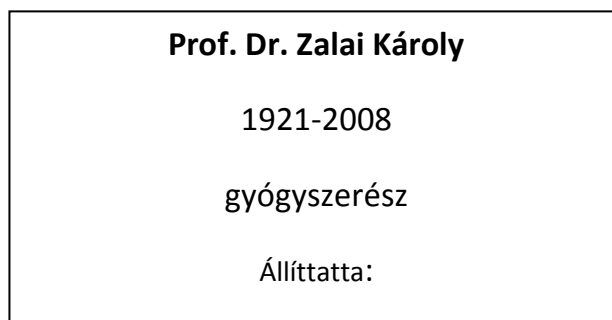 Prof. Dr. Zalai Károly
1921-2008
gyógyszerész
Állíttatta: